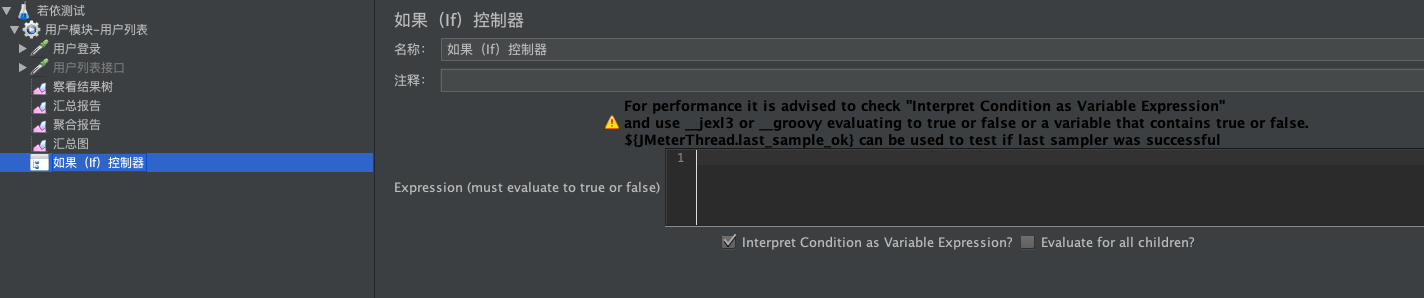 若依测试
用户模块-用户列表
用户登录
用户列表接口
察看结果树
汇总报告
聚合报告
汇总图
如果（If）控制器
如果（If）控制器
名称： 如果（If）控制器
注释：
For performance it is advised to check "Interpret Condition as Variable Expression"
and use __jexl3 or __groovy evaluating to true or false or a variable that contains true or false.
${JMeterThread.last_sample_ok} can be used to test if last sampler was successful
1
Expression (must evaluate to true or false)
Interpret Condition as Variable Expression? Evaluate for all children?